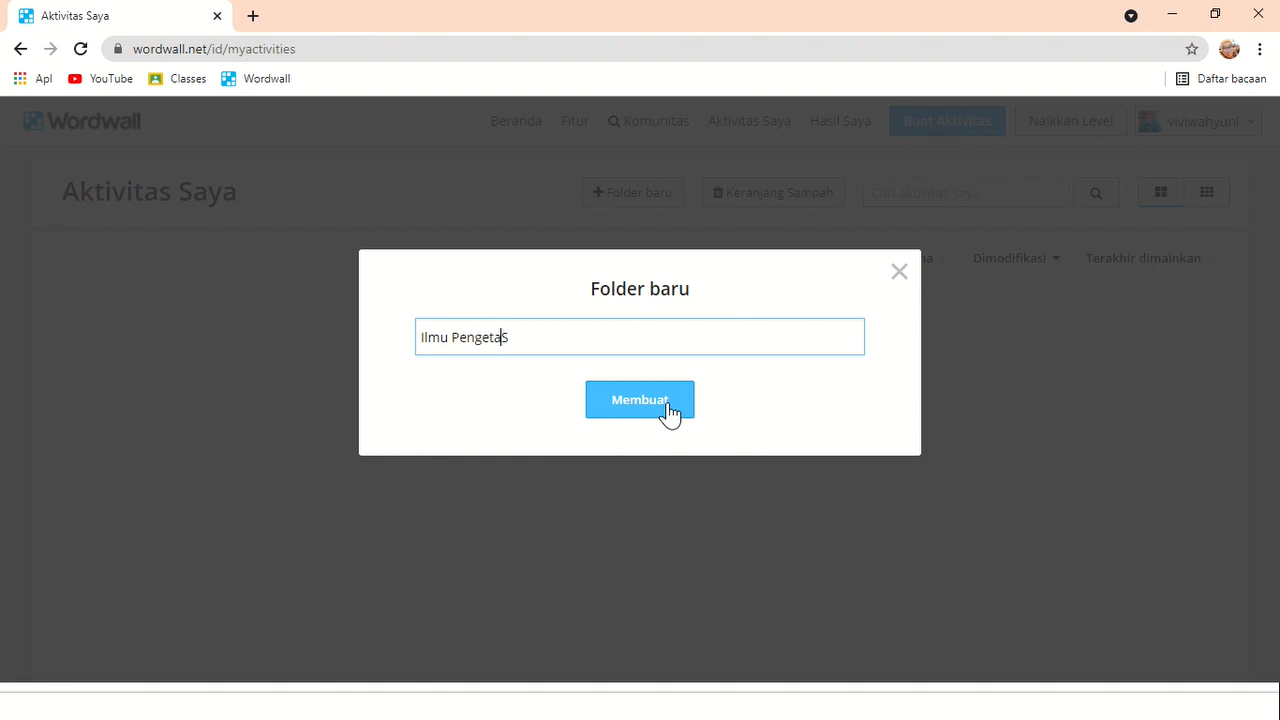 Aktivitas Saya
wordwall.net/id/myactivities
Apl YouTube Classes Wordwall Daftar bacaan
Wordwall Beranda Fitur Komunitas Aktivitas Saya Hasil Saya Buat Aktivitas Naikkan Level viviwahyuni
Aktivitas Saya Folder baru Keranjang Sampah Cari aktivitas saya...
Dimodifikasi Terakhir dimainkan
Folder baru
Ilmu PengetaS
Membuat